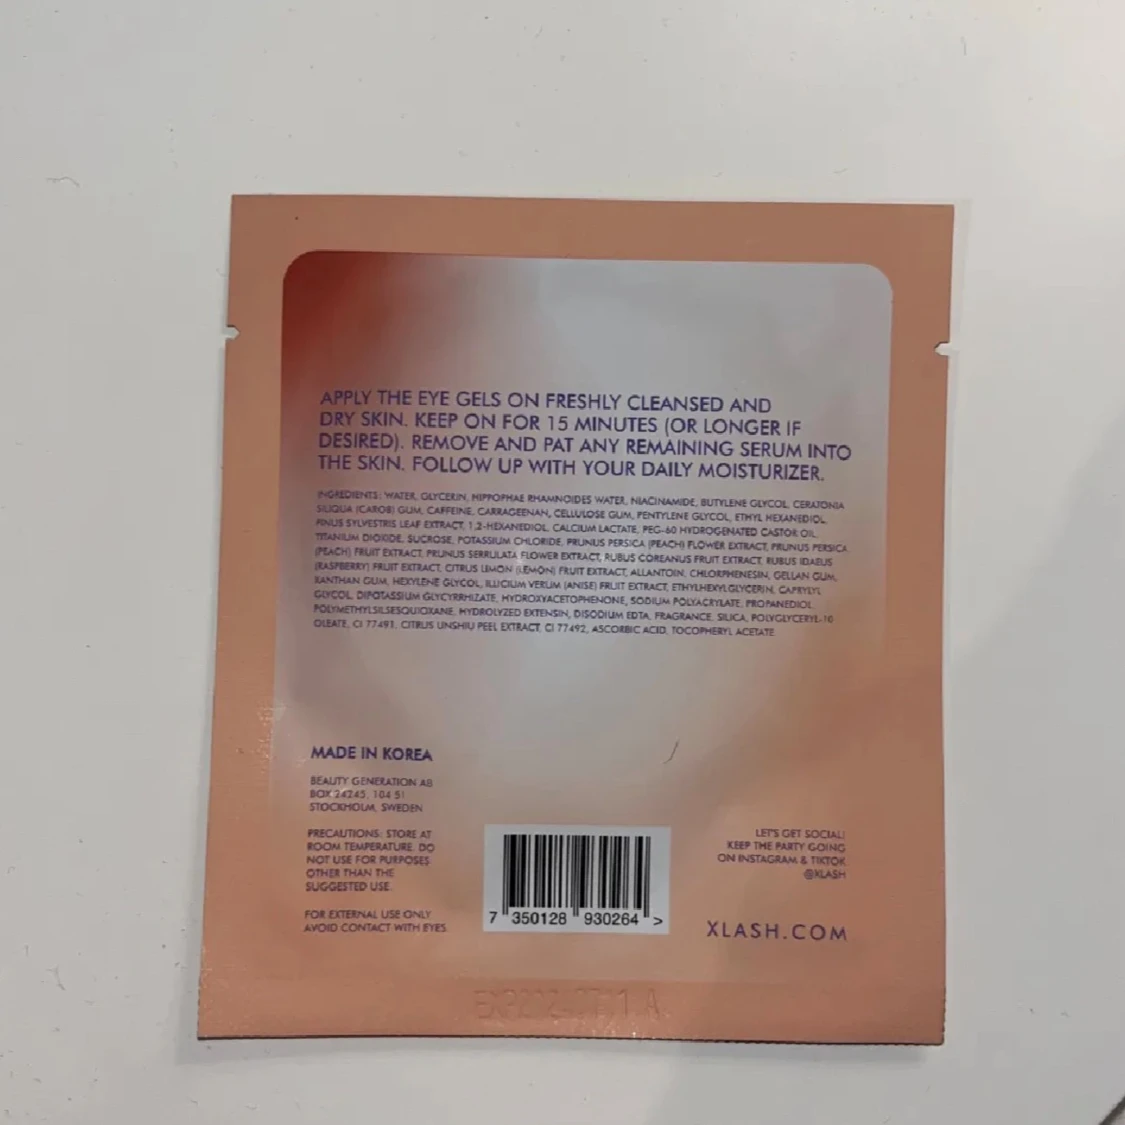 APPLY THE EYE GELS ON FRESHLY CLEANSED AND
DRY SKIN. KEEP ON FOR 15 MINUTES (OR LONGER IF
DESIRED). REMOVE AND PAT ANY REMAINING SERUM INTO
THE SKIN. FOLLOW UP WITH YOUR DAILY MOISTURIZER.
INGREDIENTS: WATER, GLYCERIN, HIPPOPHAE RHAMNOIDES WATER, NIACINAMIDE, BUTYLENE GLYCOL, CERATONIA
SILIQUA (CAROB) GUM, CAFFEINE, CARRAGEENAN, CELLULOSE GUM, PENTYLENE GLYCOL, ETHYL HEXANEDIOL,
PINUS SYLVESTRIS LEAF EXTRACT, 1,2-HEXANEDIOL, CALCIUM LACTATE, PEG-60 HYDROGENATED CASTOR OIL,
TITANIUM DIOXIDE, SUCROSE, POTASSIUM CHLORIDE, PRUNUS PERSICA (PEACH) FLOWER EXTRACT, PRUNUS PERSICA
(PEACH) FRUIT EXTRACT, PRUNUS SERRULATA FLOWER EXTRACT, RUBUS COREANUS FRUIT EXTRACT, RUBUS IDAEUS
(RASPBERRY) FRUIT EXTRACT, CITRUS LIMON (LEMON) FRUIT EXTRACT, ALLANTOIN, CHLORPHENESIN, GELLAN GUM,
XANTHAN GUM, HEXYLENE GLYCOL, ILLICIUM VERUM (ANISE) FRUIT EXTRACT, ETHYLHEXYLGLYCERIN, CAPRYLYL
GLYCOL, DIPOTASSIUM GLYCYRRHIZATE, HYDROXYACETOPHENONE, SODIUM POLYACRYLATE, PROPANEDIOL,
POLYMETHYLSILSESQUIOXANE, HYDROLYZED EXTENSIN, DISODIUM EDTA, FRAGRANCE, SILICA, POLYGLYCERYL-10
OLEATE, CI 77491, CITRUS UNSHIU PEEL EXTRACT, CI 77492, ASCORBIC ACID, TOCOPHERYL ACETATE
MADE IN KOREA
BEAUTY GENERATION AB
BOX 24245, 104 51
STOCKHOLM, SWEDEN
PRECAUTIONS: STORE AT
ROOM TEMPERATURE. DO
NOT USE FOR PURPOSES
OTHER THAN THE
SUGGESTED USE.
FOR EXTERNAL USE ONLY
AVOID CONTACT WITH EYES
7 350128 930264 >
LET'S GET SOCIAL!
KEEP THE PARTY GOING
ON INSTAGRAM & TIKTOK
@XLASH
XLASH.COM